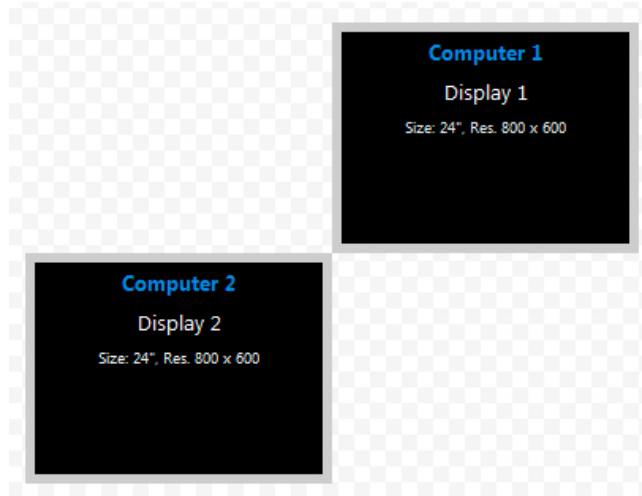 Computer 1
Display 1
Size: 24", Res. 800 x 600
Computer 2
Display 2
Size: 24", Res. 800 x 600